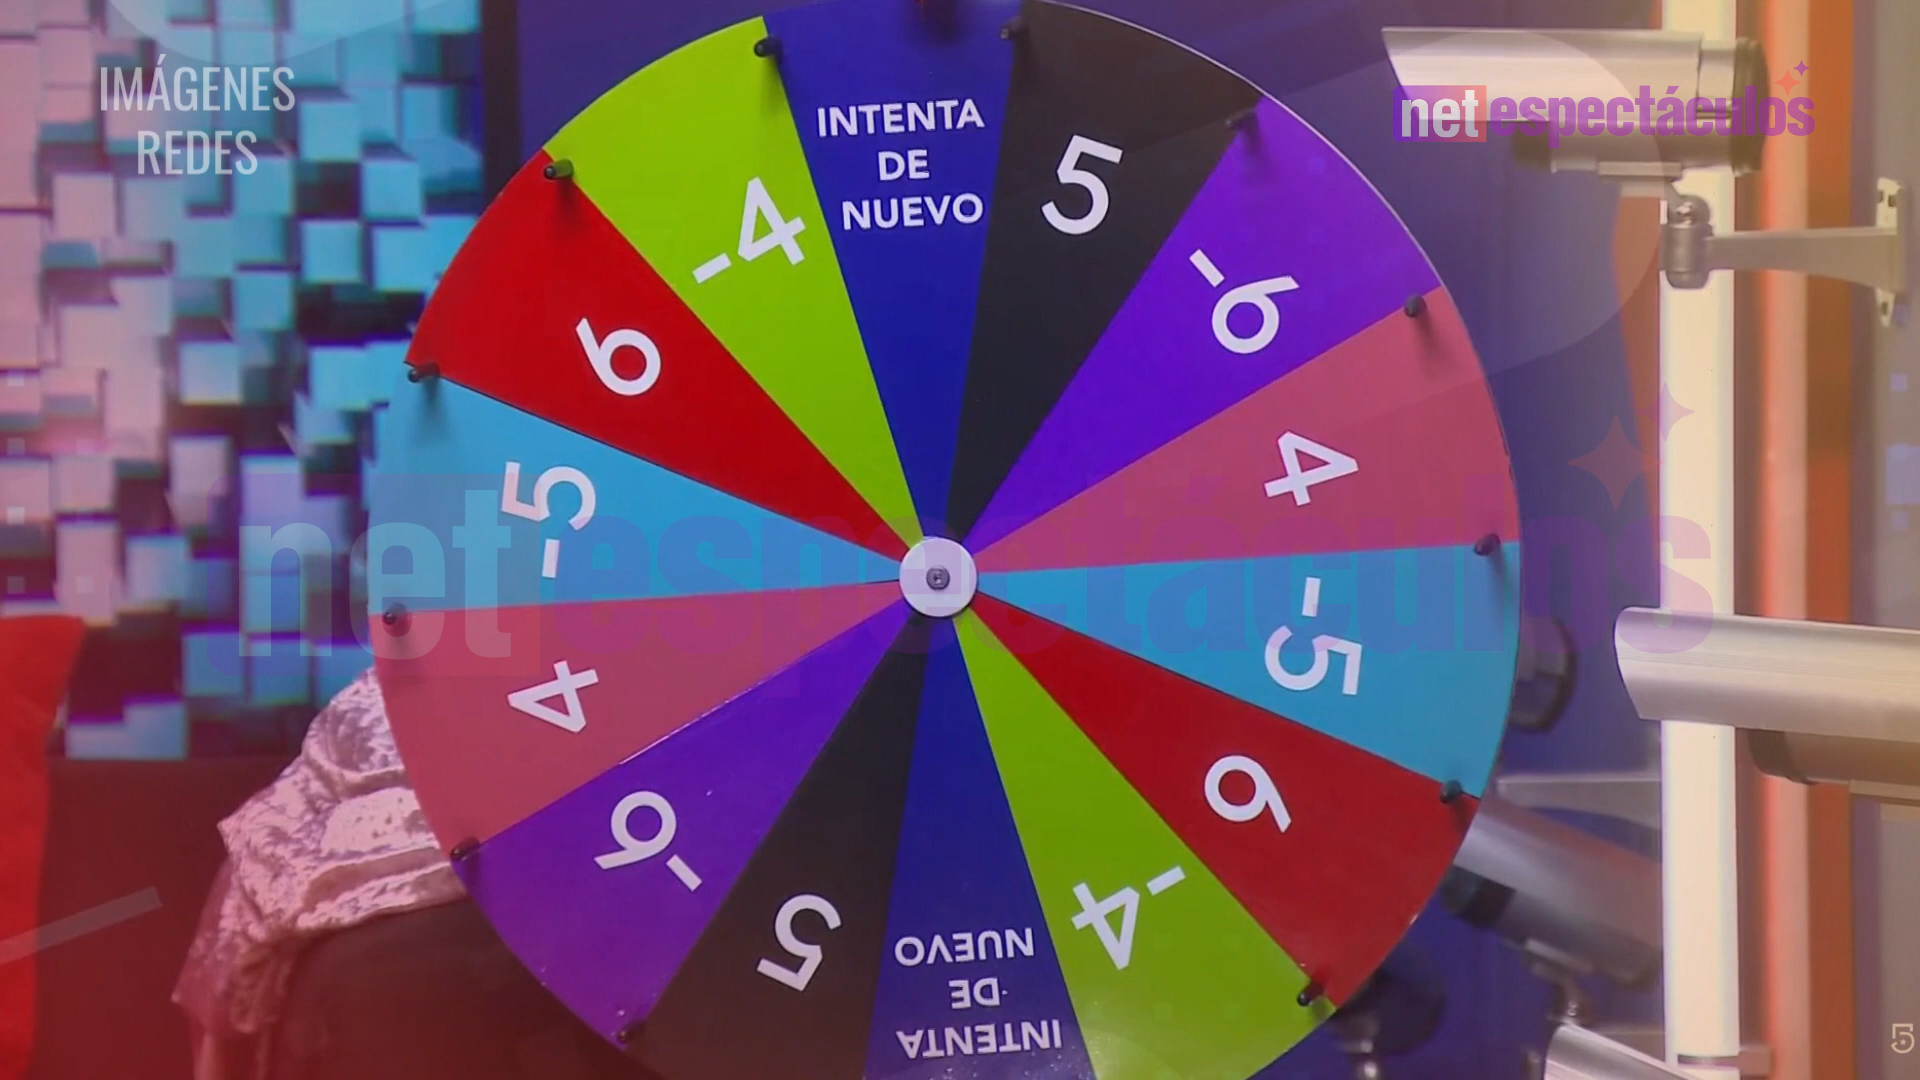 IMÁGENES
REDES
net espectáculos
INTENTA
DE
NUEVO
5
-6
4
-5
6
-4
INTENTA
DE
NUEVO
5
-6
4
-5
6
-4
net espectáculos
5